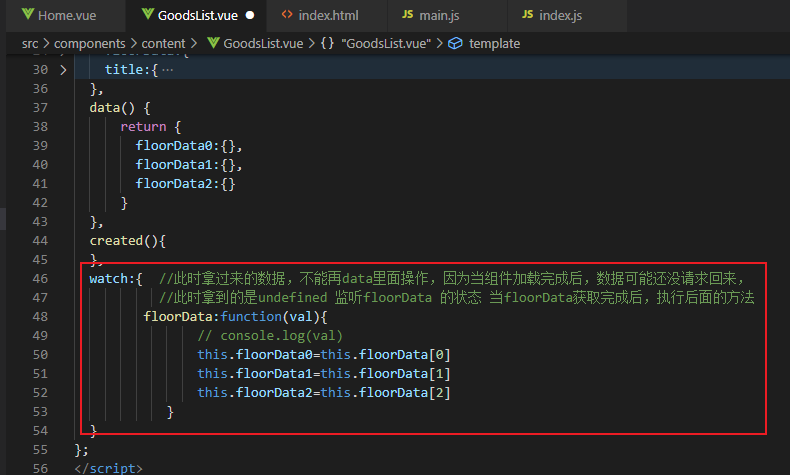 Home.vue GoodsList.vue ● index.html JS main.js JS index.js
src > components > content > GoodsList.vue > {} "GoodsList.vue" > template
30 > title:{ ⋯
36 },
37 data() {
38 return {
39 floorData0:{},
40 floorData1:{},
41 floorData2:{}
42 }
43 },
44 created(){
45 },
46 watch:{ //此时拿过来的数据，不能再data里面操作，因为当组件加载完成后，数据可能还没请求回来，
47 //此时拿到的是undefined 监听floorData 的状态 当floorData获取完成后，执行后面的方法
48 floorData:function(val){
49 // console.log(val)
50 this.floorData0=this.floorData[0]
51 this.floorData1=this.floorData[1]
52 this.floorData2=this.floorData[2]
53 }
54 }
55 };
56 </script>